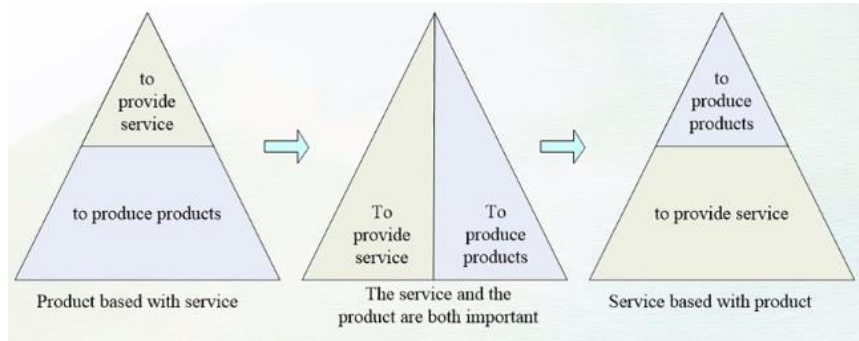 to
provide
service
to produce products
Product based with service
To
provide
service
To
produce
products
The service and the
product are both important
to
produce
products
to provide service
Service based with product